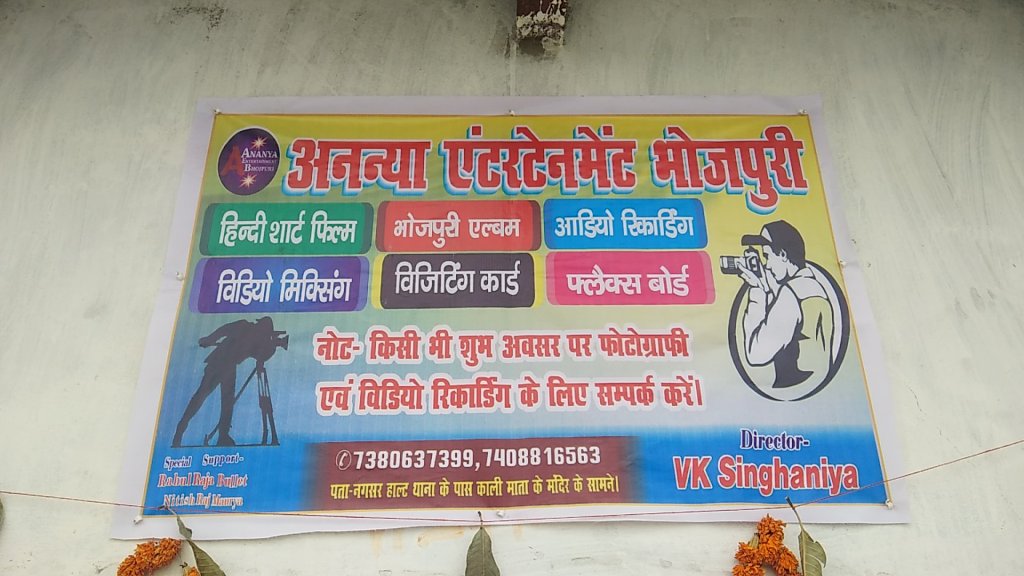 ANANYA
ENTERTAINMENT
BHOJPURI
अनन्या एंटरटेनमेंट भोजपुरी
हिन्दी शार्ट फिल्म
भोजपुरी एल्बम
आडियो रिकार्डिंग
विडियो मिक्सिंग
विजिटिंग कार्ड
फ्लैक्स बोर्ड
नोट- किसी भी शुभ अवसर पर फोटोग्राफी
एवं विडियो रिकार्डिंग के लिए सम्पर्क करें।
Special Support-
Rahul Raja Bullet
Nitish Raj Maurya
7380637399,7408816563
पता-नगसर हाल्ट थाना के पास काली माता के मंदिर के सामने।
Director-
VK Singhaniya